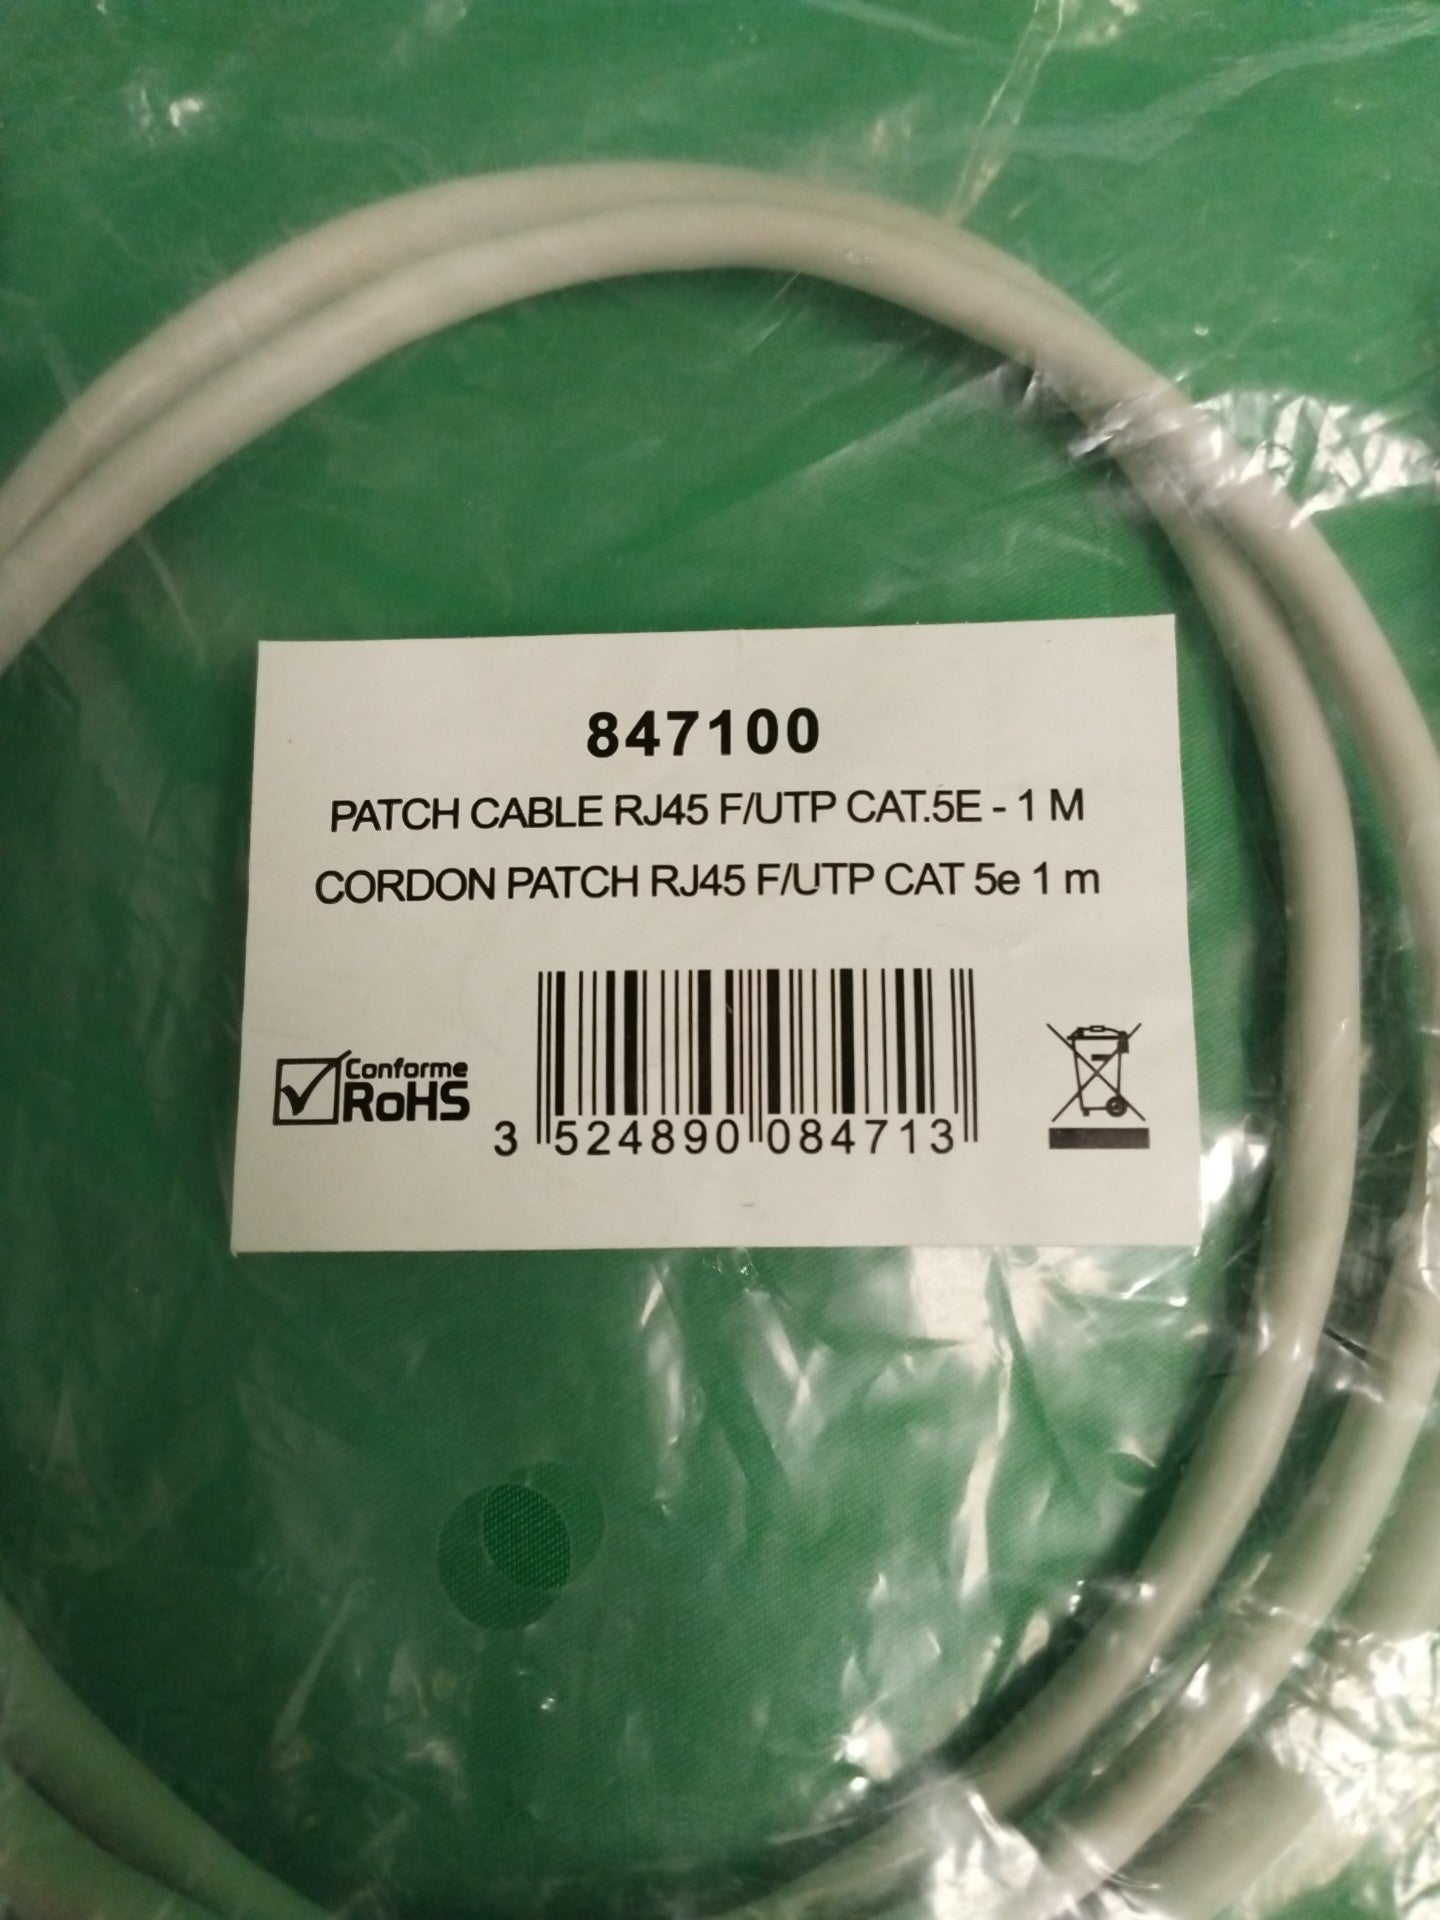 847100
PATCH CABLE RJ45 F/UTP CAT.5E - 1 M
CORDON PATCH RJ45 F/UTP CAT 5e 1 m
Conforme
RoHS
3 524890 084713